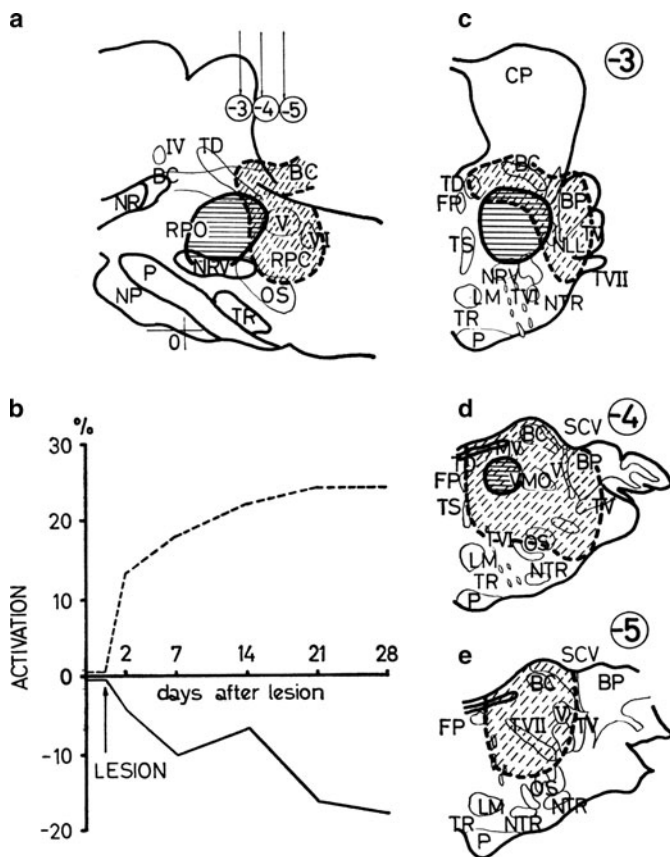 a
-3 -4 -5
IV TD
BC BC
NR
RPO V VI
RPC
NRV
P OS
NP TR
0
c
-3
CP
BC
TD BP
FP
TS NLL TV
NRV TVII
LM TVI NTR
TR
P
b
%
30
20
10
0
-10
-20
ACTIVATION
2 7 14 21 28
days after lesion
LESION
d
-4
SCV
BC
MV
TD V BP
FP VMO
TS TV
TVI OS
LM
TR NTR
P
e
-5
SCV
BC BP
FP V TV
TVII
OS
LM NTR
TR NTR
P